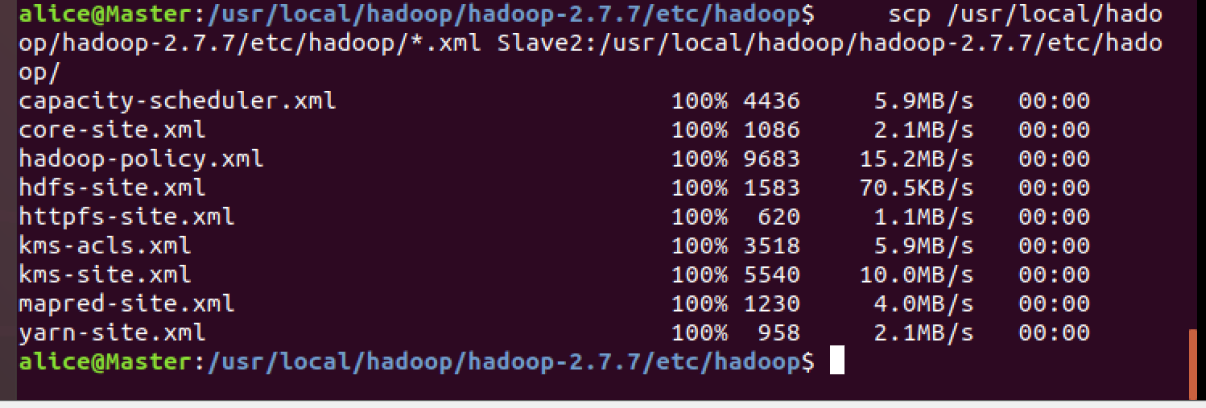 alice@Master:/usr/local/hadoop/hadoop-2.7.7/etc/hadoop$     scp /usr/local/hado
op/hadoop-2.7.7/etc/hadoop/*.xml Slave2:/usr/local/hadoop/hadoop-2.7.7/etc/hado
op/
capacity-scheduler.xml                       100% 4436     5.9MB/s   00:00
core-site.xml                                100% 1086     2.1MB/s   00:00
hadoop-policy.xml                            100% 9683    15.2MB/s   00:00
hdfs-site.xml                                100% 1583    70.5KB/s   00:00
httpfs-site.xml                              100%  620     1.1MB/s   00:00
kms-acls.xml                                 100% 3518     5.9MB/s   00:00
kms-site.xml                                 100% 5540    10.0MB/s   00:00
mapred-site.xml                              100% 1230     4.0MB/s   00:00
yarn-site.xml                                100%  958     2.1MB/s   00:00
alice@Master:/usr/local/hadoop/hadoop-2.7.7/etc/hadoop$